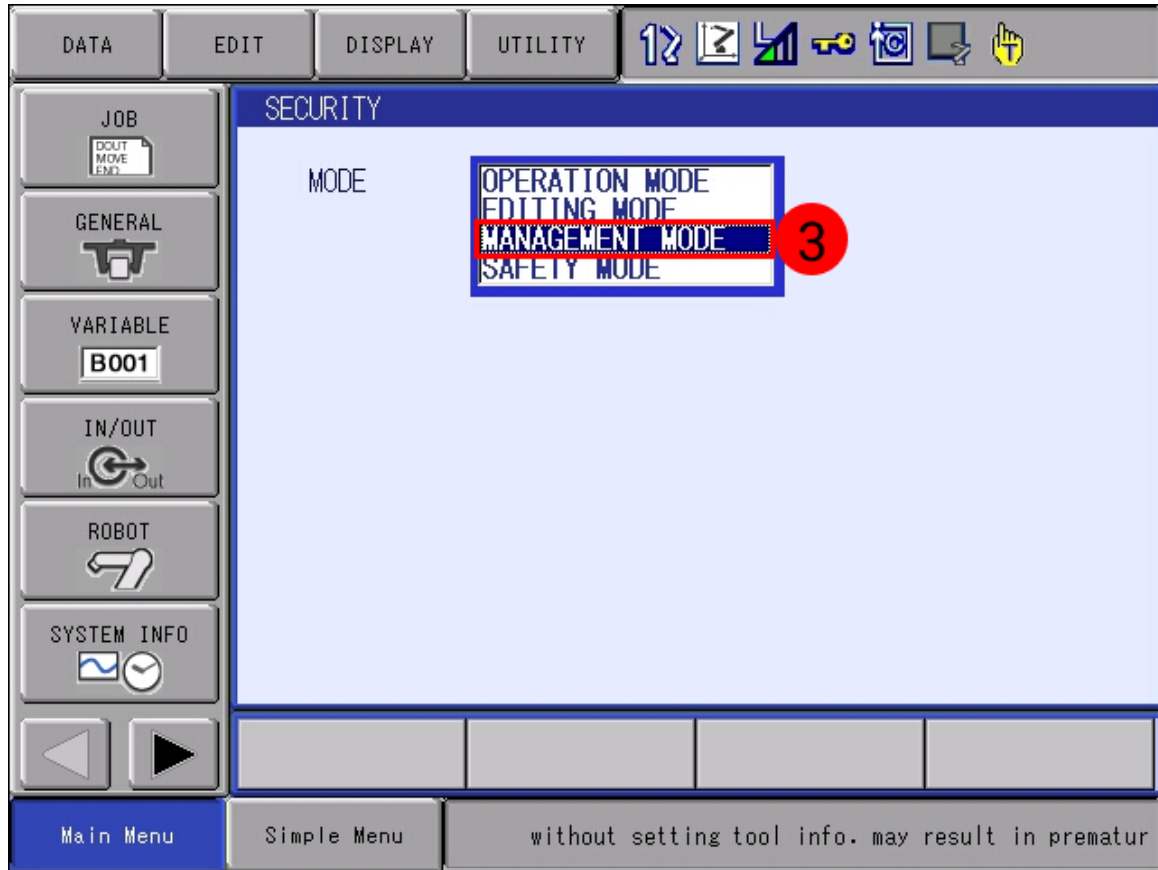 DATA
EDIT
DISPLAY
UTILITY
JOB
DOUT
MOVE
END
GENERAL
VARIABLE
B001
IN/OUT
In Out
ROBOT
SYSTEM INFO
SECURITY
MODE
OPERATION MODE
EDITING MODE
MANAGEMENT MODE
3
SAFETY MODE
Main Menu
Simple Menu
without setting tool info. may result in prematur